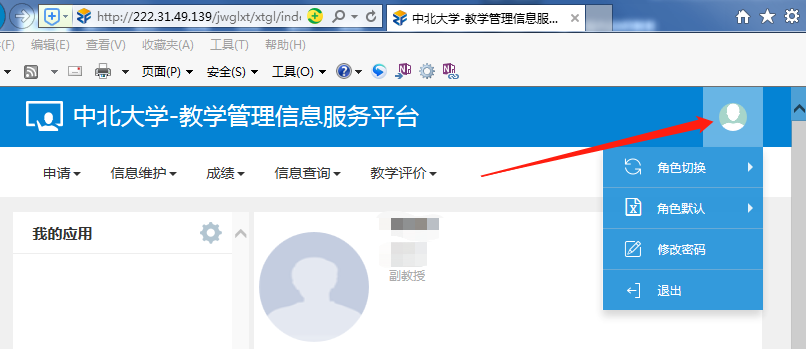 http://222.31.49.139/jwglxt/xtgl/inde
中北大学-教学管理信息服...
(F) 编辑(E) 查看(V) 收藏夹(A) 工具(T) 帮助(H)
页面(P) 安全(S) 工具(O)
中北大学-教学管理信息服务平台
申请 信息维护 成绩 信息查询 教学评价
角色切换
角色默认
修改密码
退出
我的应用
副教授